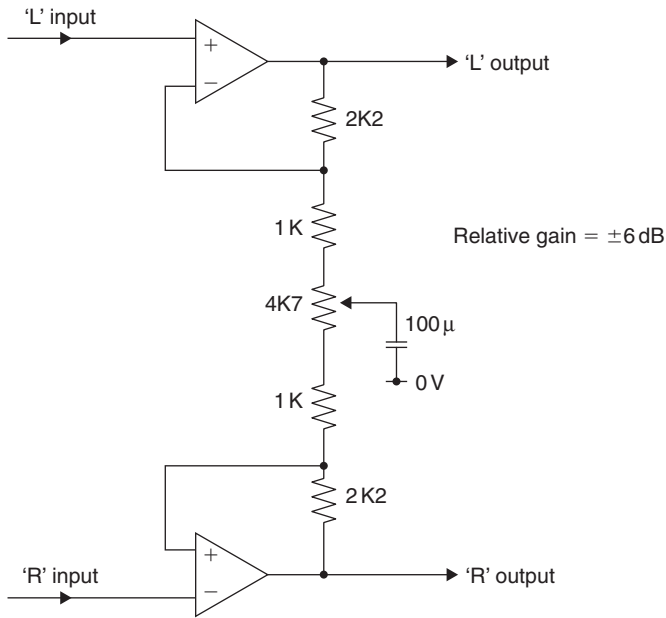 ‘L’ input
+
−
‘L’ output
2K2
1 K
Relative gain = ±6 dB
4K7
100 μ
0 V
1 K
2 K2
+
−
‘R’ input
‘R’ output